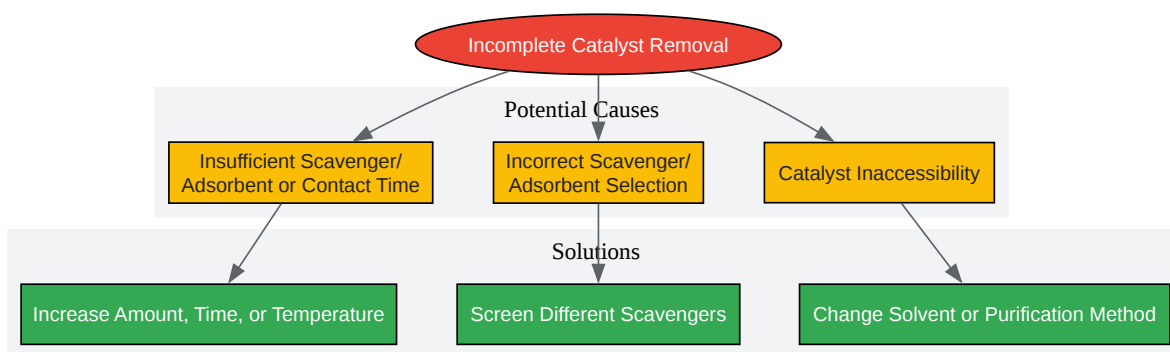 Incomplete Catalyst Removal
Potential Causes
Insufficient Scavenger/
Adsorbent or Contact Time
Incorrect Scavenger/
Adsorbent Selection
Catalyst Inaccessibility
Solutions
Increase Amount, Time, or Temperature
Screen Different Scavengers
Change Solvent or Purification Method